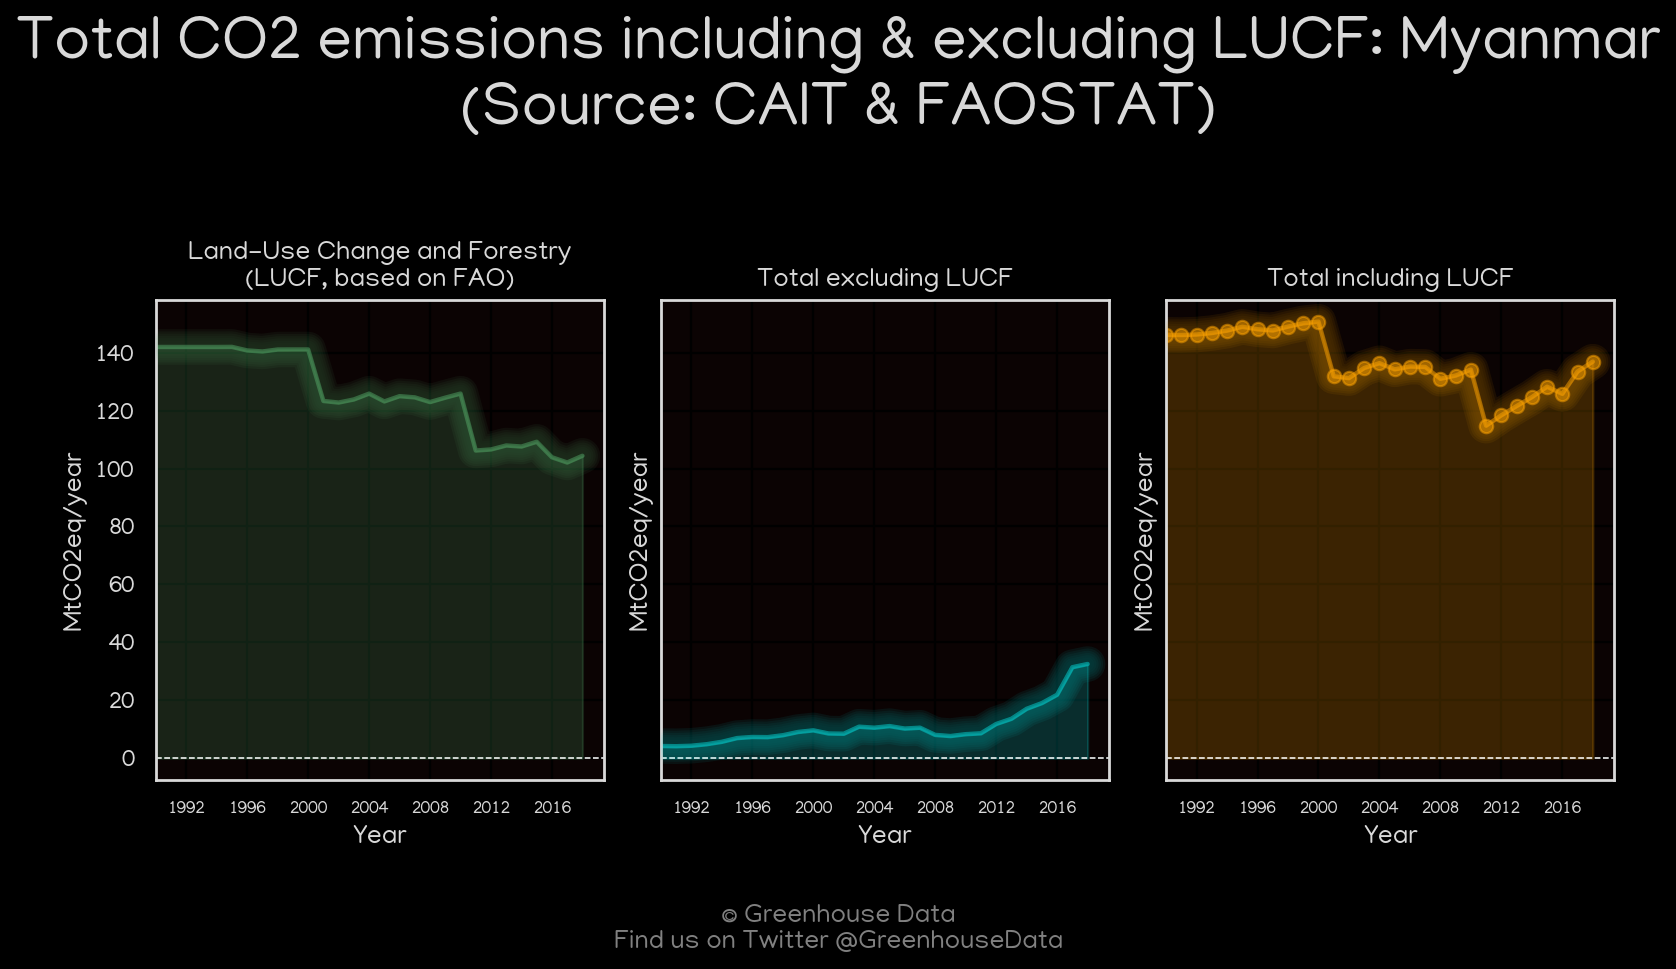 Total CO2 emissions including & excluding LUCF: Myanmar
(Source: CAIT & FAOSTAT)
Land-Use Change and Forestry
(LUCF, based on FAO)
MtCO2eq/year
140
120
100
80
60
40
20
0
1992 1996 2000 2004 2008 2012 2016
Year
Total excluding LUCF
MtCO2eq/year
1992 1996 2000 2004 2008 2012 2016
Year
Total including LUCF
MtCO2eq/year
1992 1996 2000 2004 2008 2012 2016
Year
© Greenhouse Data
Find us on Twitter @GreenhouseData